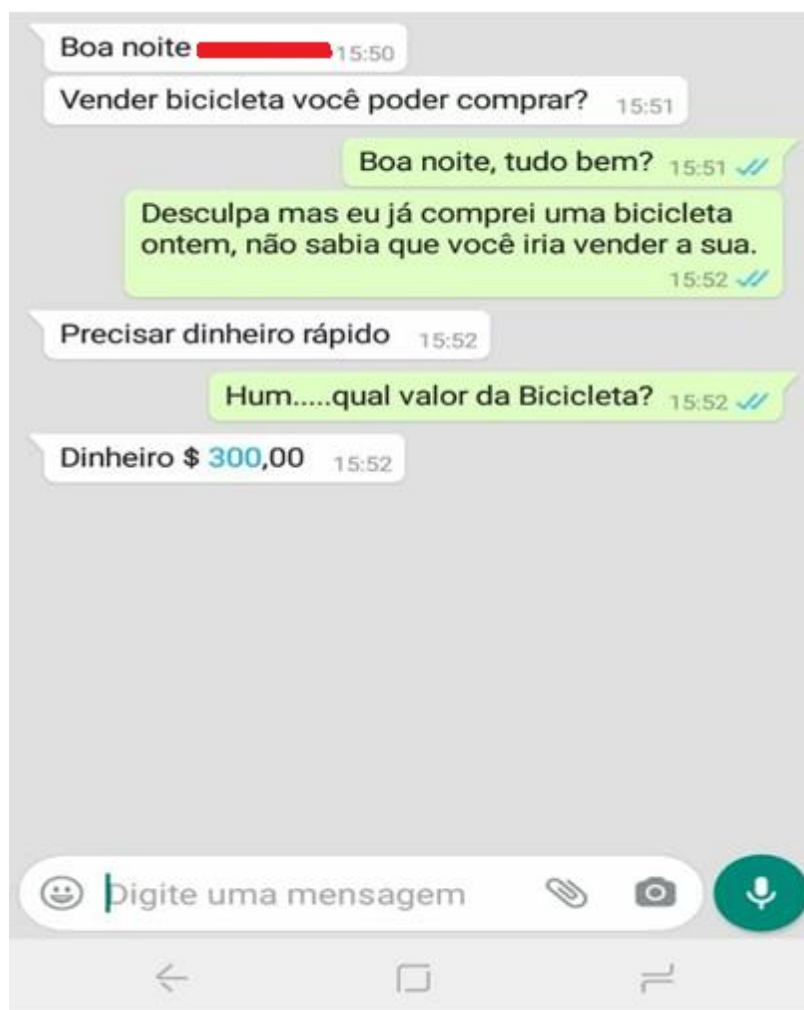 Boa noite 15:50
Vender bicicleta você poder comprar? 15:51
Boa noite, tudo bem? 15:51
Desculpa mas eu já comprei uma bicicleta
ontem, não sabia que você iria vender a sua.
15:52
Precisar dinheiro rápido 15:52
Hum.....qual valor da Bicicleta? 15:52
Dinheiro $ 300,00 15:52
Digite uma mensagem